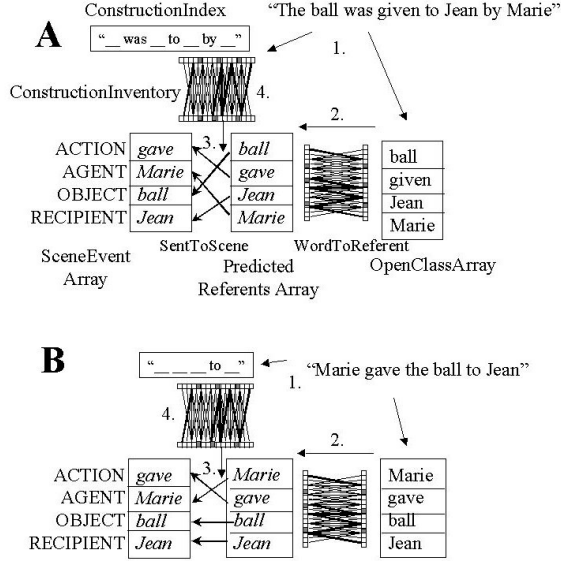 ConstructionIndex
“The ball was given to Jean by Marie”
A
“__ was __ to __ by __”
1.
ConstructionInventory
4.
2.
3.
ACTION gave ball ball
AGENT Marie gave given
OBJECT ball Jean Jean
RECIPIENT Jean Marie Marie
SentToScene WordToReferent
SceneEvent Array
Predicted Referents Array
OpenClassArray
B
“__ __ __ to __”
“Marie gave the ball to Jean”
1.
4.
2.
3.
ACTION gave Marie Marie
AGENT Marie gave gave
OBJECT ball ball ball
RECIPIENT Jean Jean Jean